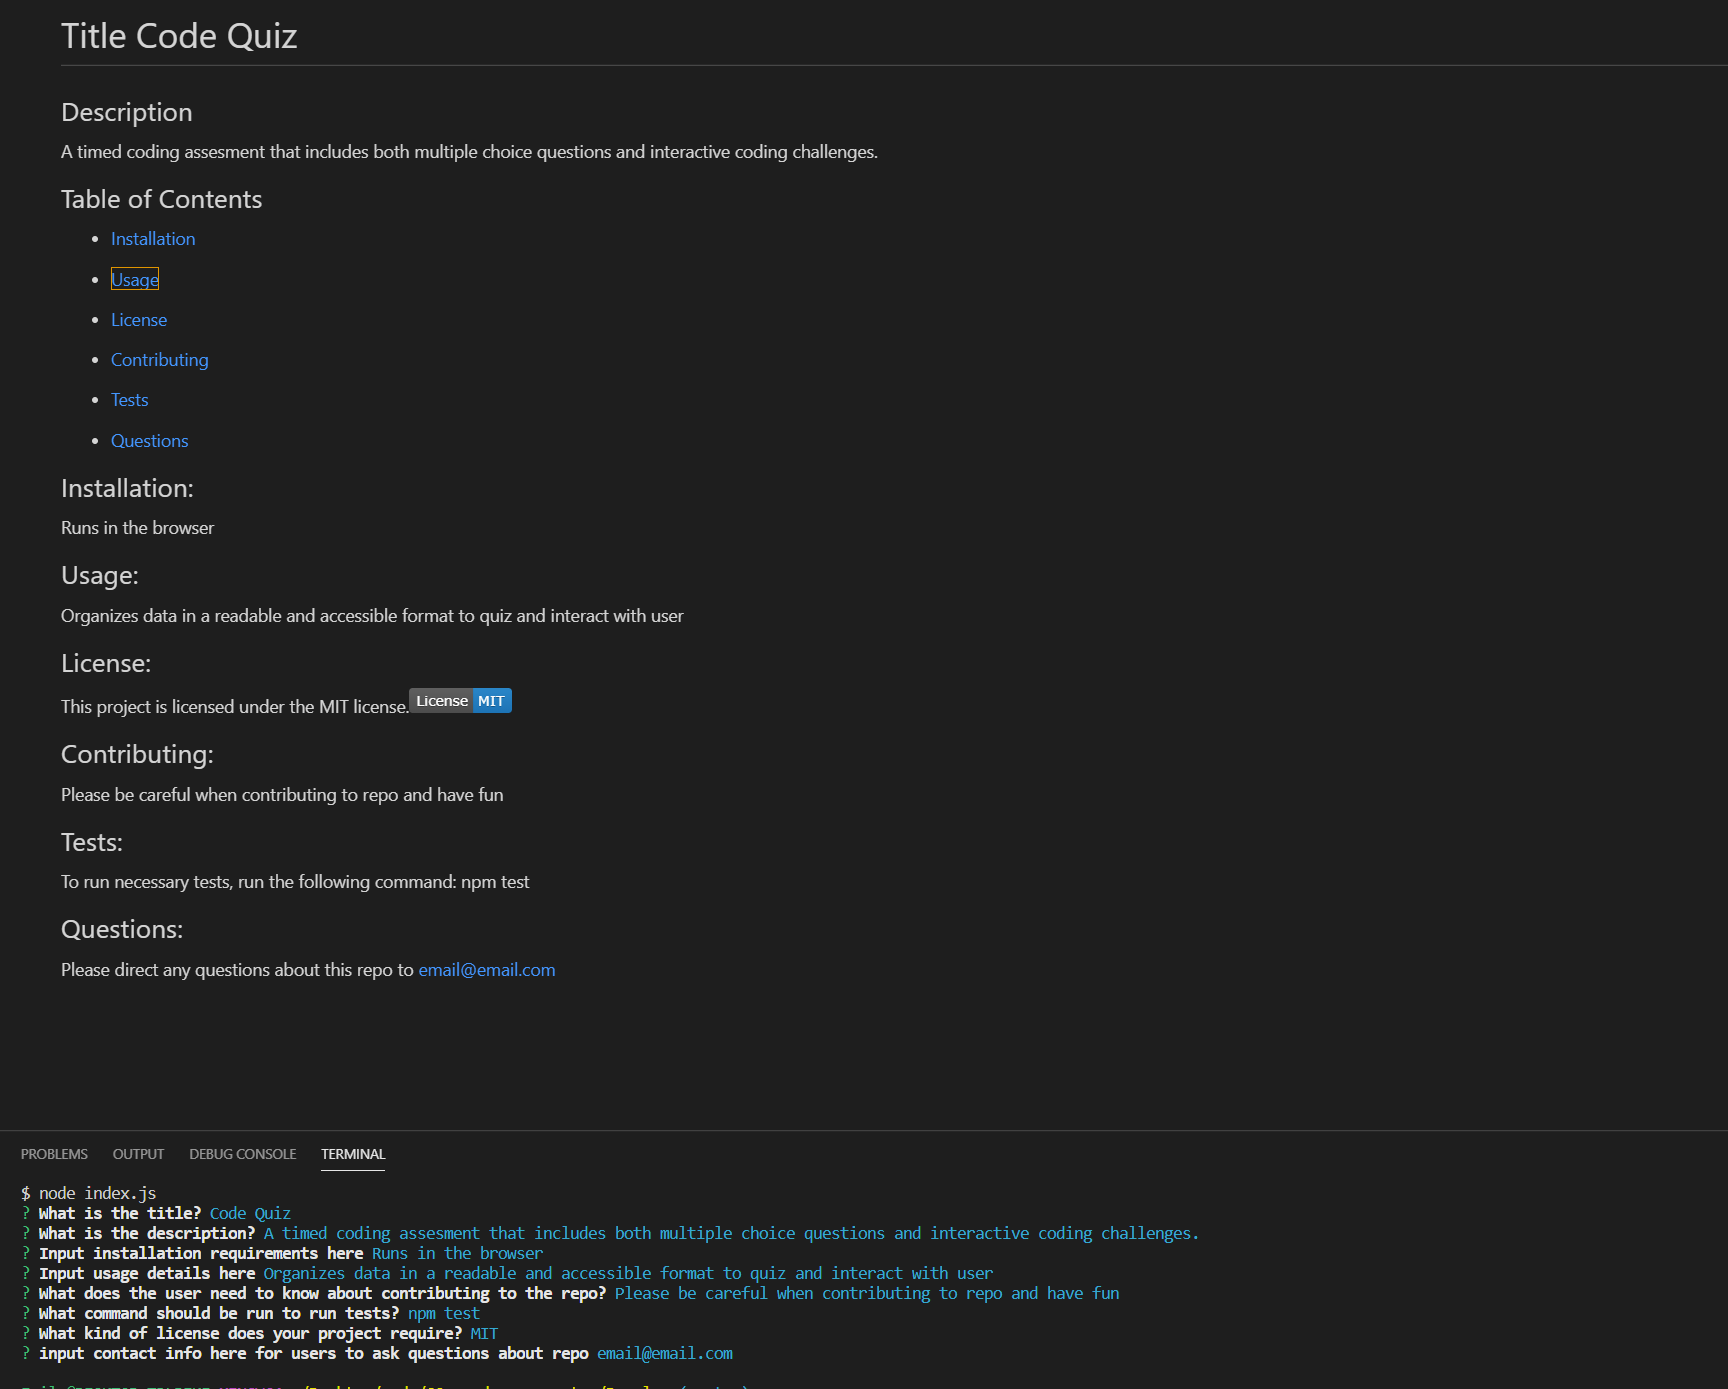 Title Code Quiz
Description
A timed coding assesment that includes both multiple choice questions and interactive coding challenges.
Table of Contents
• Installation
• Usage
• License
• Contributing
• Tests
• Questions
Installation:
Runs in the browser
Usage:
Organizes data in a readable and accessible format to quiz and interact with user
License:
This project is licensed under the MIT license. License MIT
Contributing:
Please be careful when contributing to repo and have fun
Tests:
To run necessary tests, run the following command: npm test
Questions:
Please direct any questions about this repo to email@email.com
PROBLEMS OUTPUT DEBUG CONSOLE TERMINAL
$ node index.js
? What is the title? Code Quiz
? What is the description? A timed coding assesment that includes both multiple choice questions and interactive coding challenges.
? Input installation requirements here Runs in the browser
? Input usage details here Organizes data in a readable and accessible format to quiz and interact with user
? What does the user need to know about contributing to the repo? Please be careful when contributing to repo and have fun
? What command should be run to run tests? npm test
? What kind of license does your project require? MIT
? input contact info here for users to ask questions about repo email@email.com